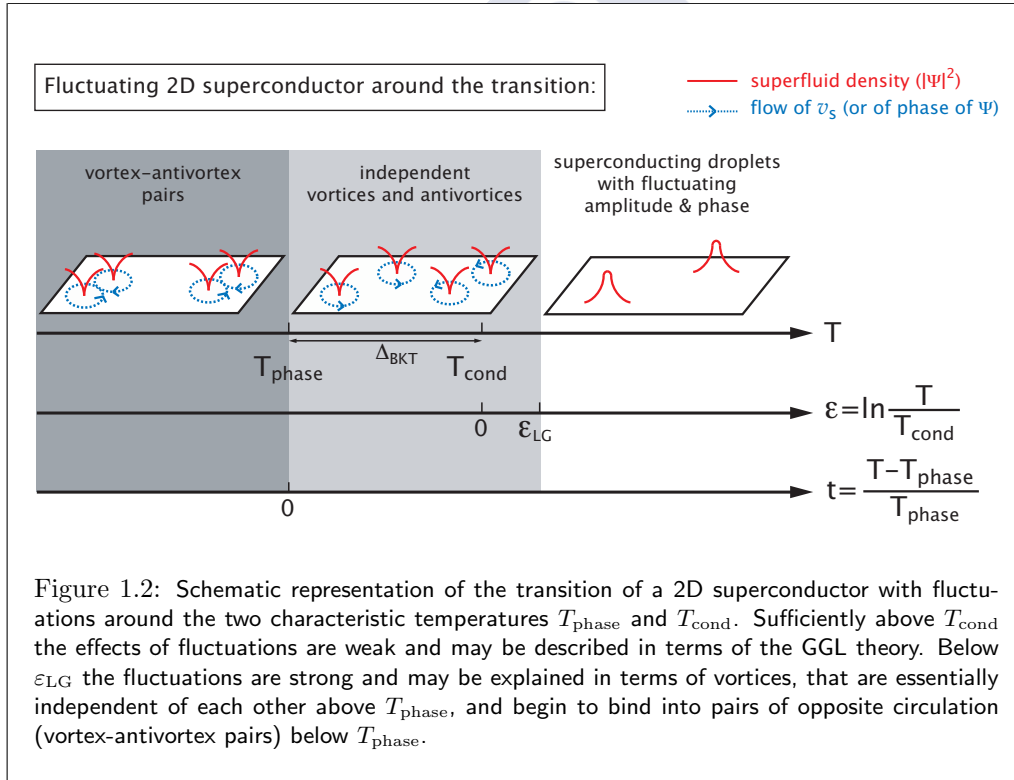 Fluctuating 2D superconductor around the transition:
superfluid density (|Ψ|²)
flow of vₛ (or of phase of Ψ)
vortex–antivortex
pairs
independent
vortices and antivortices
superconducting droplets
with fluctuating
amplitude & phase
T
T_phase
Δ_BKT
T_cond
0
ε_LG
ε=ln T/T_cond
0
t= T−T_phase/T_phase
Figure 1.2: Schematic representation of the transition of a 2D superconductor with fluctu-
ations around the two characteristic temperatures T_phase and T_cond. Sufficiently above T_cond
the effects of fluctuations are weak and may be described in terms of the GGL theory. Below
ε_LG the fluctuations are strong and may be explained in terms of vortices, that are essentially
independent of each other above T_phase, and begin to bind into pairs of opposite circulation
(vortex-antivortex pairs) below T_phase.